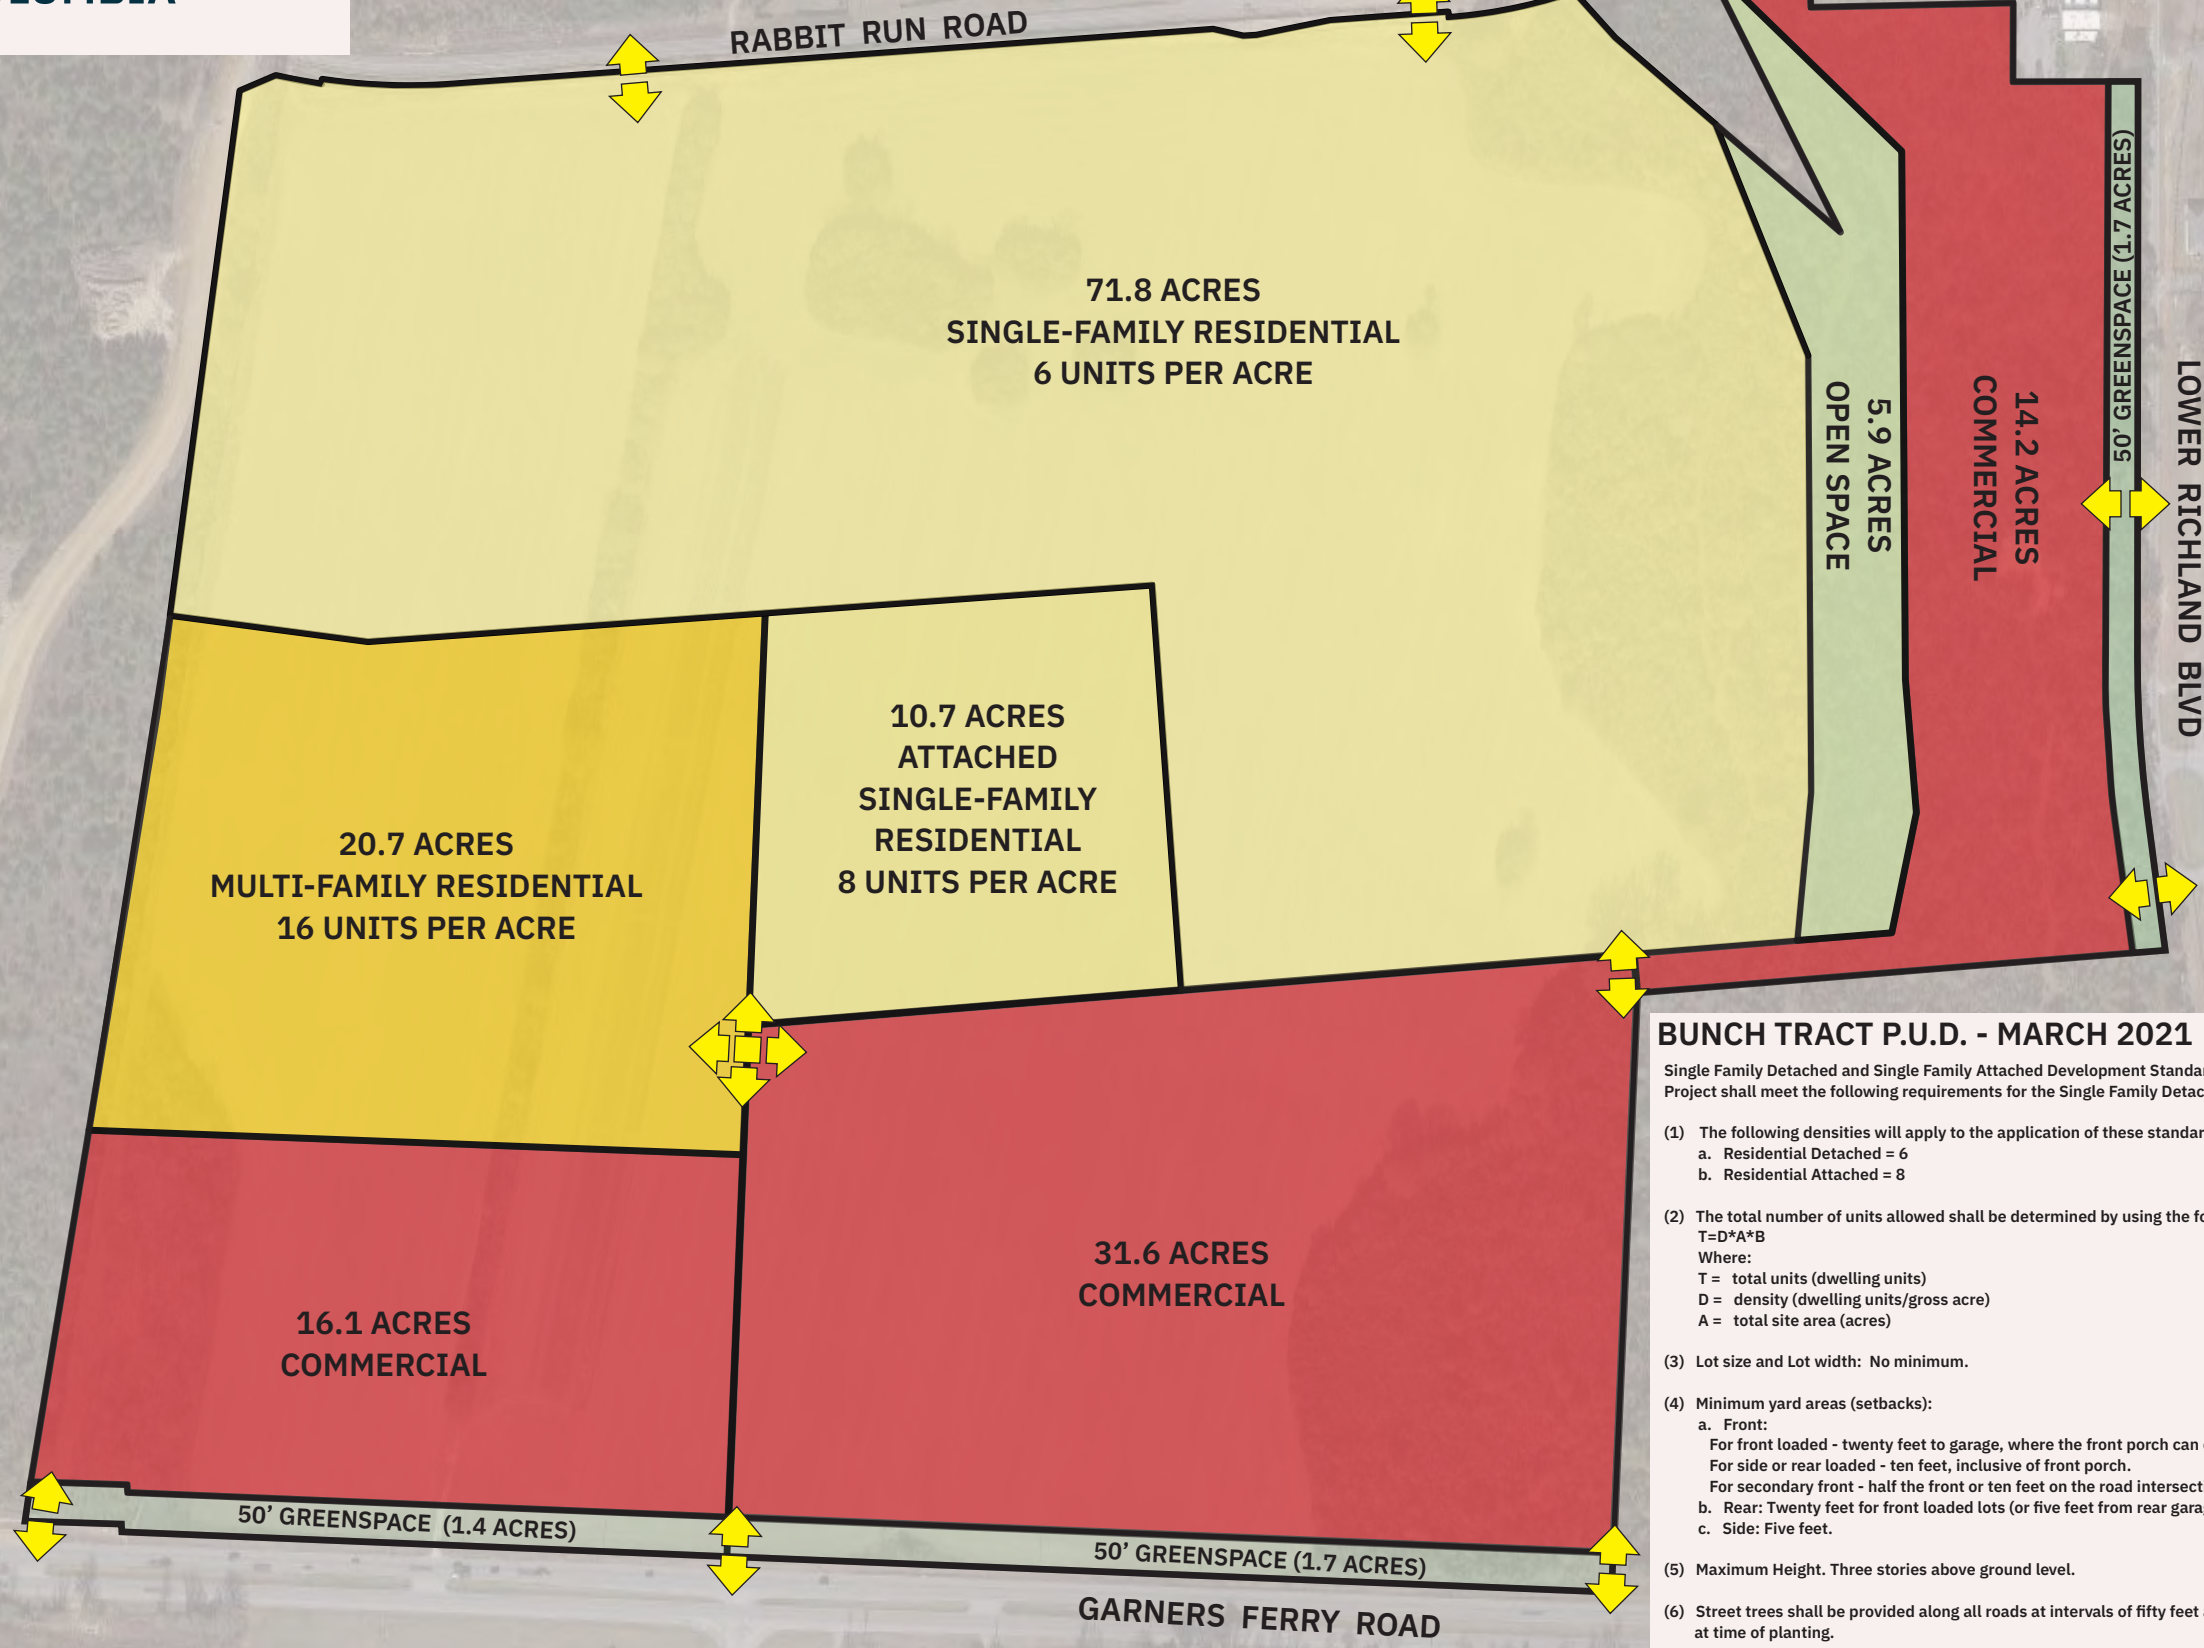 RABBIT RUN ROAD
71.8 ACRES
SINGLE-FAMILY RESIDENTIAL
6 UNITS PER ACRE
5.9 ACRES
OPEN SPACE
14.2 ACRES
COMMERCIAL
50’ GREENSPACE (1.7 ACRES)
LOWER RICHLAND BLVD
10.7 ACRES
ATTACHED
SINGLE-FAMILY
RESIDENTIAL
8 UNITS PER ACRE
20.7 ACRES
MULTI-FAMILY RESIDENTIAL
16 UNITS PER ACRE
31.6 ACRES
COMMERCIAL
16.1 ACRES
COMMERCIAL
50’ GREENSPACE (1.4 ACRES)
50’ GREENSPACE (1.7 ACRES)
GARNERS FERRY ROAD
BUNCH TRACT P.U.D. - MARCH 2021
Single Family Detached and Single Family Attached Development
Project shall meet the following requirements for the Single Family
(1) The following densities will apply to the application of these
a. Residential Detached = 6
b. Residential Attached = 8
(2) The total number of units allowed shall be determined by using the
T=D*A*B
Where:
T = total units (dwelling units)
D = density (dwelling units/gross acre)
A = total site area (acres)
(3) Lot size and Lot width: No minimum.
(4) Minimum yard areas (setbacks):
a. Front:
For front loaded - twenty feet to garage, where the front porch can
For side or rear loaded - ten feet, inclusive of front porch.
For secondary front - half the front or ten feet on the road
b. Rear: Twenty feet for front loaded lots (or five feet from rear
c. Side: Five feet.
(5) Maximum Height. Three stories above ground level.
(6) Street trees shall be provided along all roads at intervals of fifty feet
at time of planting.